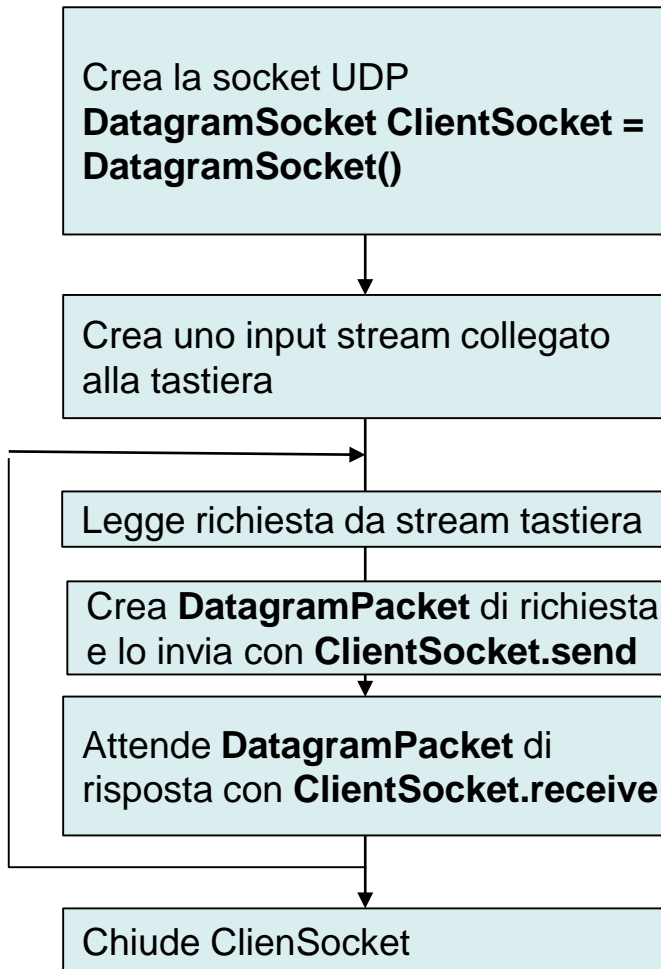 Crea la socket UDP
DatagramSocket ClientSocket =
DatagramSocket()
Crea uno input stream collegato
alla tastiera
Legge richiesta da stream tastiera
Crea DatagramPacket di richiesta
e lo invia con ClientSocket.send
Attende DatagramPacket di
risposta con ClientSocket.receive
Chiude ClienSocket